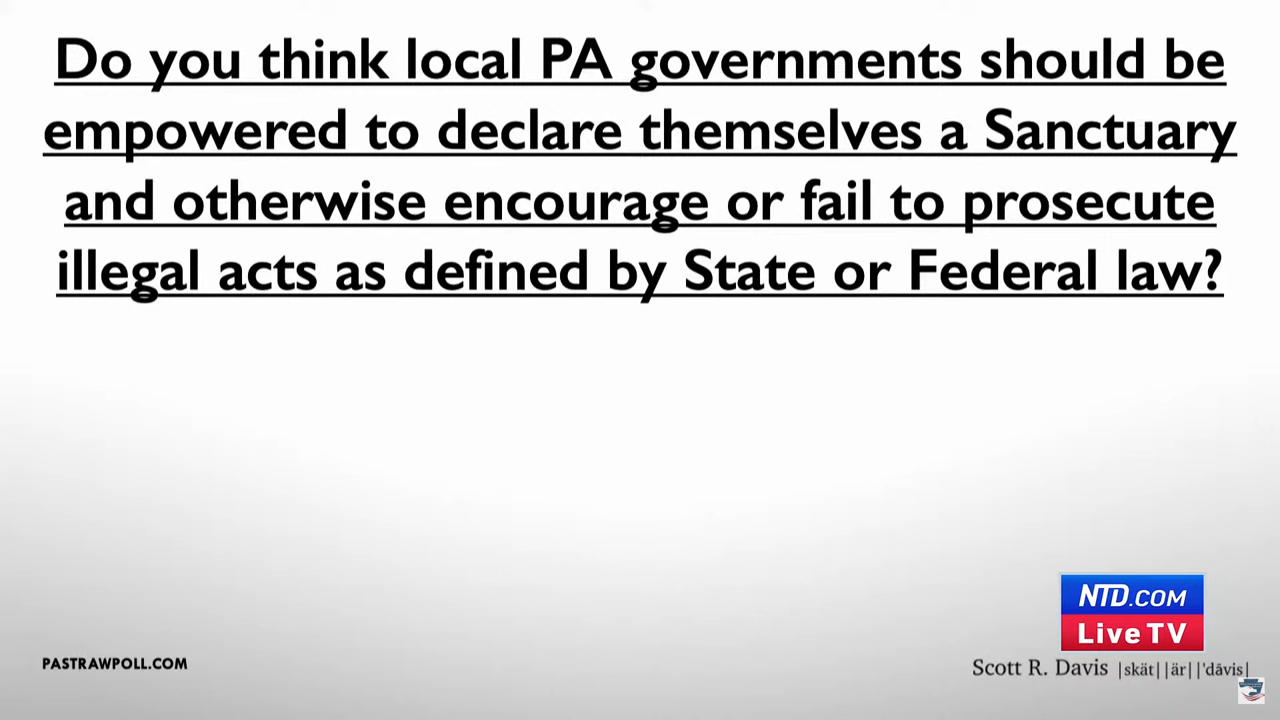 Do you think local PA governments should be
empowered to declare themselves a Sanctuary
and otherwise encourage or fail to prosecute
illegal acts as defined by State or Federal law?
NTD.COM
Live TV
PASTRAWPOLL.COM
Scott R. Davis |skät||är||ˈdāvis|